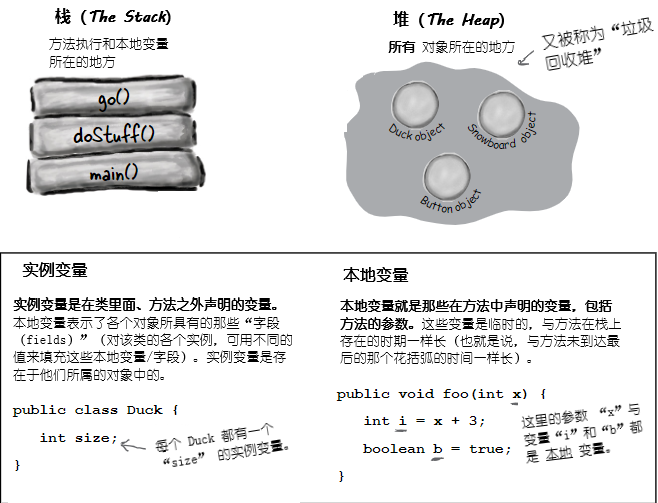 栈（The Stack）
方法执行和本地变量
所在的地方
go()
doStuff()
main()
堆（The Heap）
所有 对象所在的地方
又被称为“垃圾
回收堆”
Duck object
Snowboard object
Button object
实例变量
实例变量是在类里面、方法之外声明的变量。
本地变量表示了各个对象所具有的那些“字段
（fields）”（对该类的各个实例，可用不同的
值来填充这些本地变量/字段）。实例变量是存
在于他们所属的对象中的。
public class Duck {
int size;
}
每个 Duck 都有一个
“size” 的实例变量。
本地变量
本地变量就是那些在方法中声明的变量，包括
方法的参数。这些变量是临时的，与方法在栈上
存在的时期一样长（也就是说，与方法未到达最
后的那个花括弧的时间一样长）。
public void foo(int x) {
int i = x + 3;
boolean b = true;
}
这里的参数 “x”与
变量“i”和“b”都
是 本地 变量。